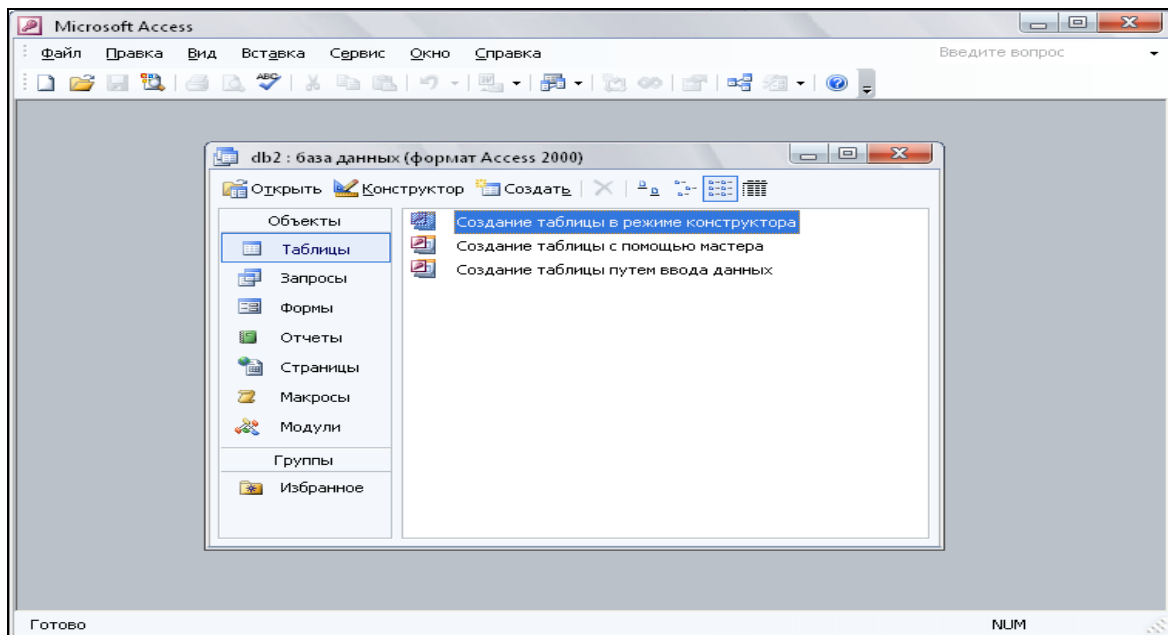 Microsoft Access
Файл Правка Вид Вставка Сервис Окно Справка Введите вопрос
db2 : база данных (формат Access 2000)
Открыть Конструктор Создать
Объекты
Таблицы
Запросы
Формы
Отчеты
Страницы
Макросы
Модули
Группы
Избранное
Создание таблицы в режиме конструктора
Создание таблицы с помощью мастера
Создание таблицы путем ввода данных
Готово NUM